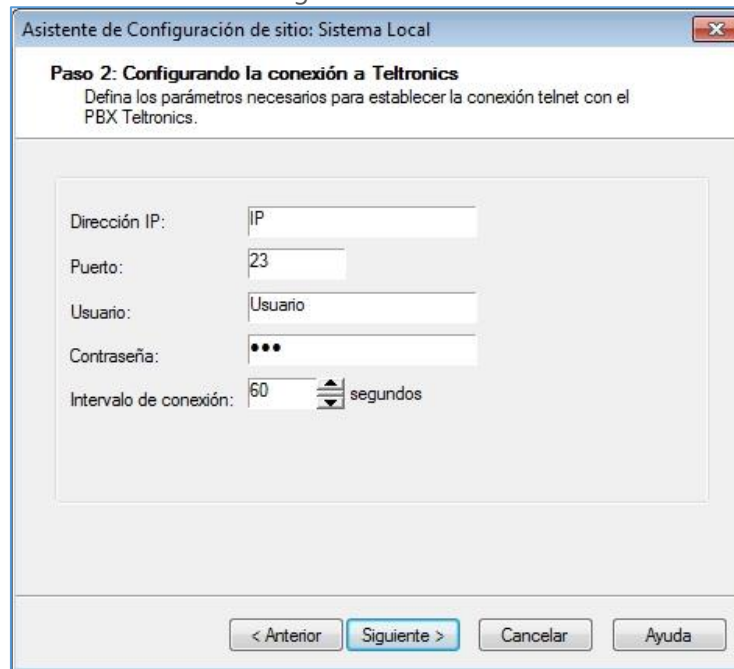 Asistente de Configuración de sitio: Sistema Local
Paso 2: Configurando la conexión a Teltronics
Defina los parámetros necesarios para establecer la conexión telnet con el
PBX Teltronics.
Dirección IP: IP
Puerto: 23
Usuario: Usuario
Contraseña: •••
Intervalo de conexión: 60 segundos
< Anterior Siguiente > Cancelar Ayuda